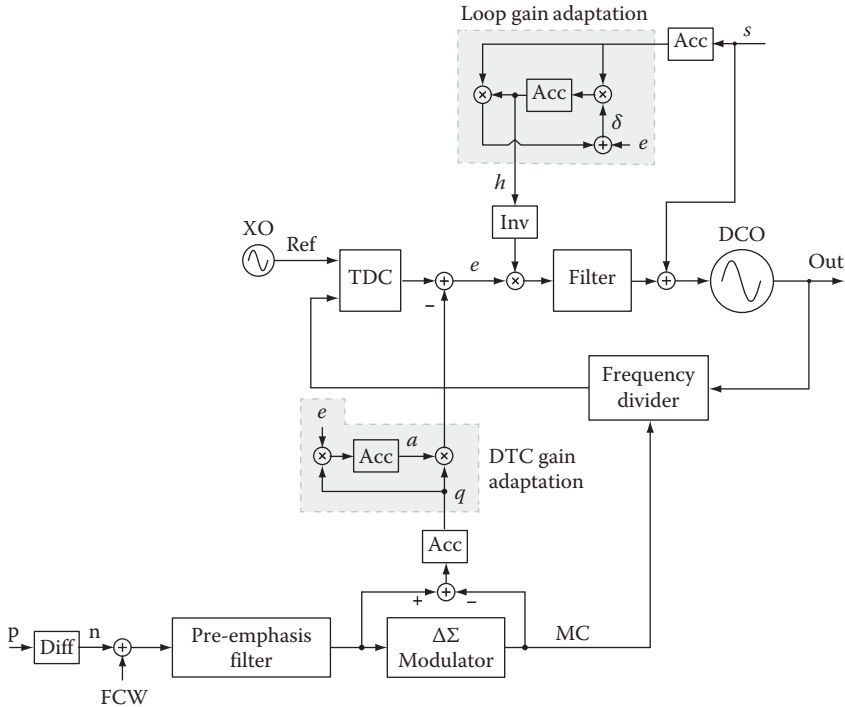 Loop gain adaptation
Acc
s
×
Acc
×
δ
+
e
h
Inv
XO
Ref
TDC
+
−
e
×
Filter
+
DCO
Out
Frequency
divider
e
×
Acc
a
×
q
DTC gain
adaptation
Acc
+
+
−
p
Diff
n
+
FCW
Pre-emphasis
filter
ΔΣ
Modulator
MC